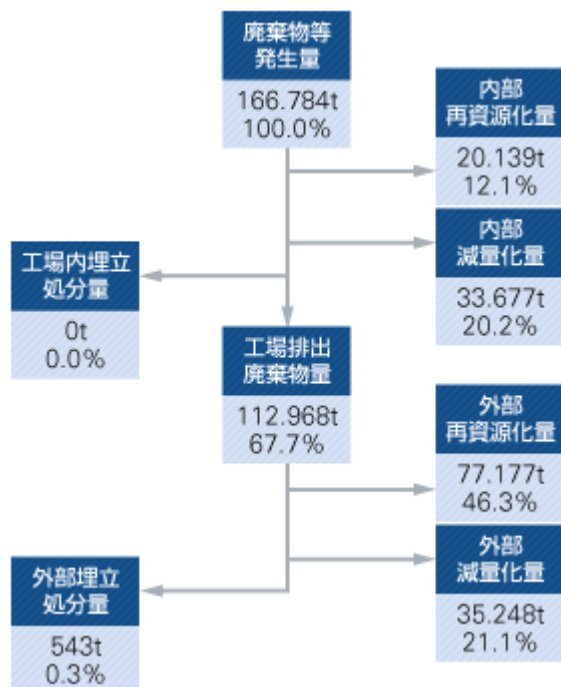 廃棄物等
発生量
166.784t
100.0%
内部
再資源化量
20.139t
12.1%
内部
減量化量
33.677t
20.2%
工場内埋立
処分量
0t
0.0%
工場排出
廃棄物量
112.968t
67.7%
外部
再資源化量
77.177t
46.3%
外部
減量化量
35.248t
21.1%
外部埋立
処分量
543t
0.3%